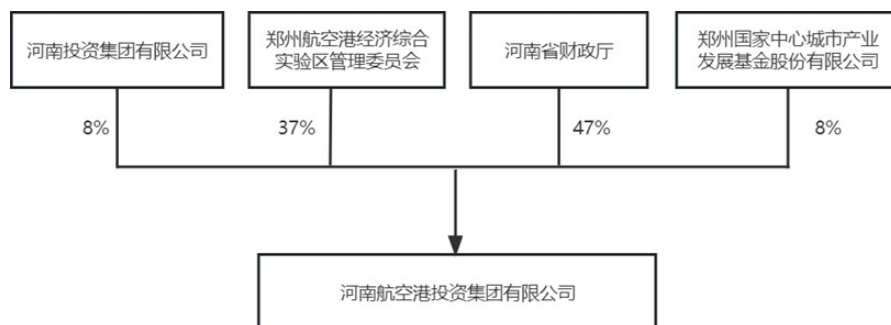 河南投资集团有限公司
郑州航空港经济综合
实验区管理委员会
河南省财政厅
郑州国家中心城市产业
发展基金股份有限公司
8%
37%
47%
8%
河南航空港投资集团有限公司